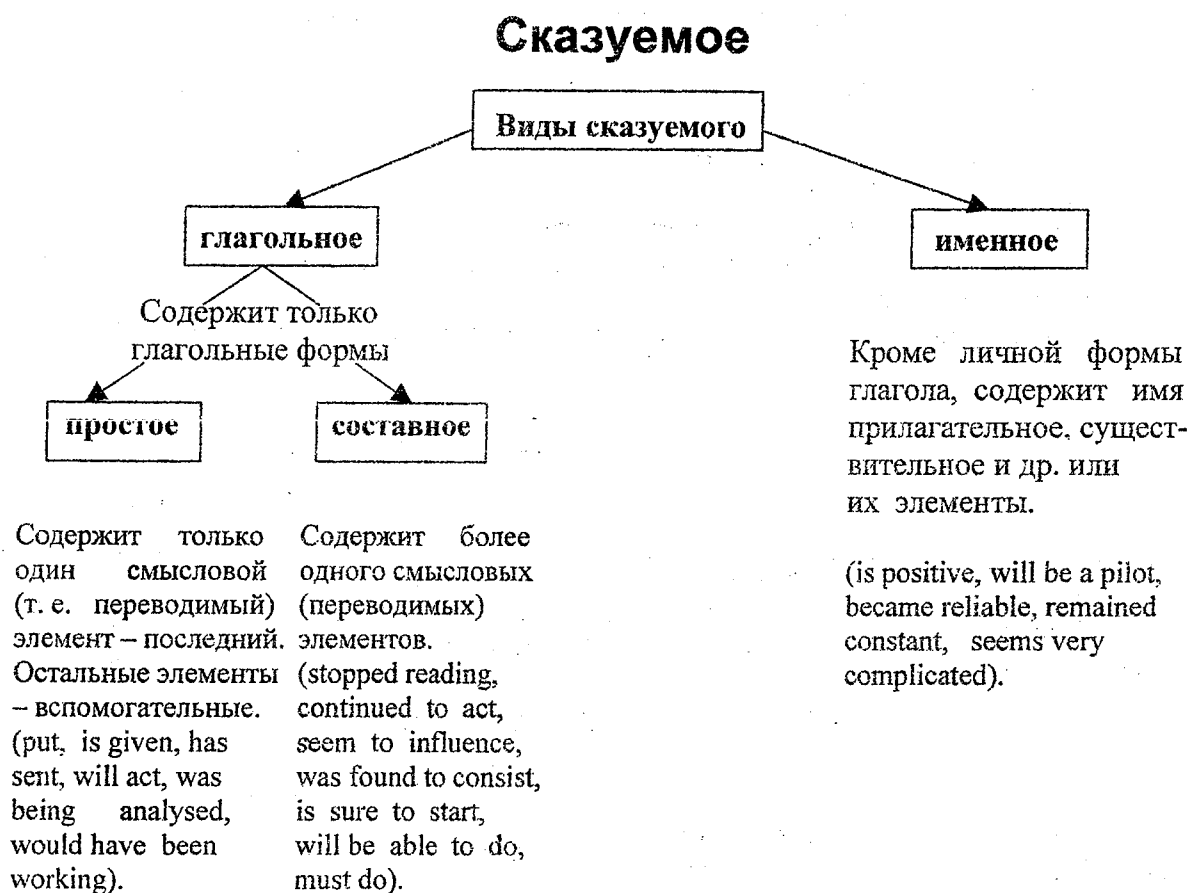 Сказуемое
Виды сказуемого
глагольное
именное
Содержит только
глагольные формы
простое
составное
Кроме личной формы
глагола, содержит имя
прилагательное, сущест-
вительное и др. или
их элементы.
(is positive, will be a pilot,
became reliable, remained
constant, seems very
complicated).
Содержит только
один смысловой
(т. е. переводимый)
элемент – последний.
Остальные элементы
– вспомогательные.
(put, is given, has
sent, will act, was
being analysed,
would have been
working).
Содержит более
одного смысловых
(переводимых)
элементов.
(stopped reading,
continued to act,
seem to influence,
was found to consist,
is sure to start,
will be able to do,
must do).